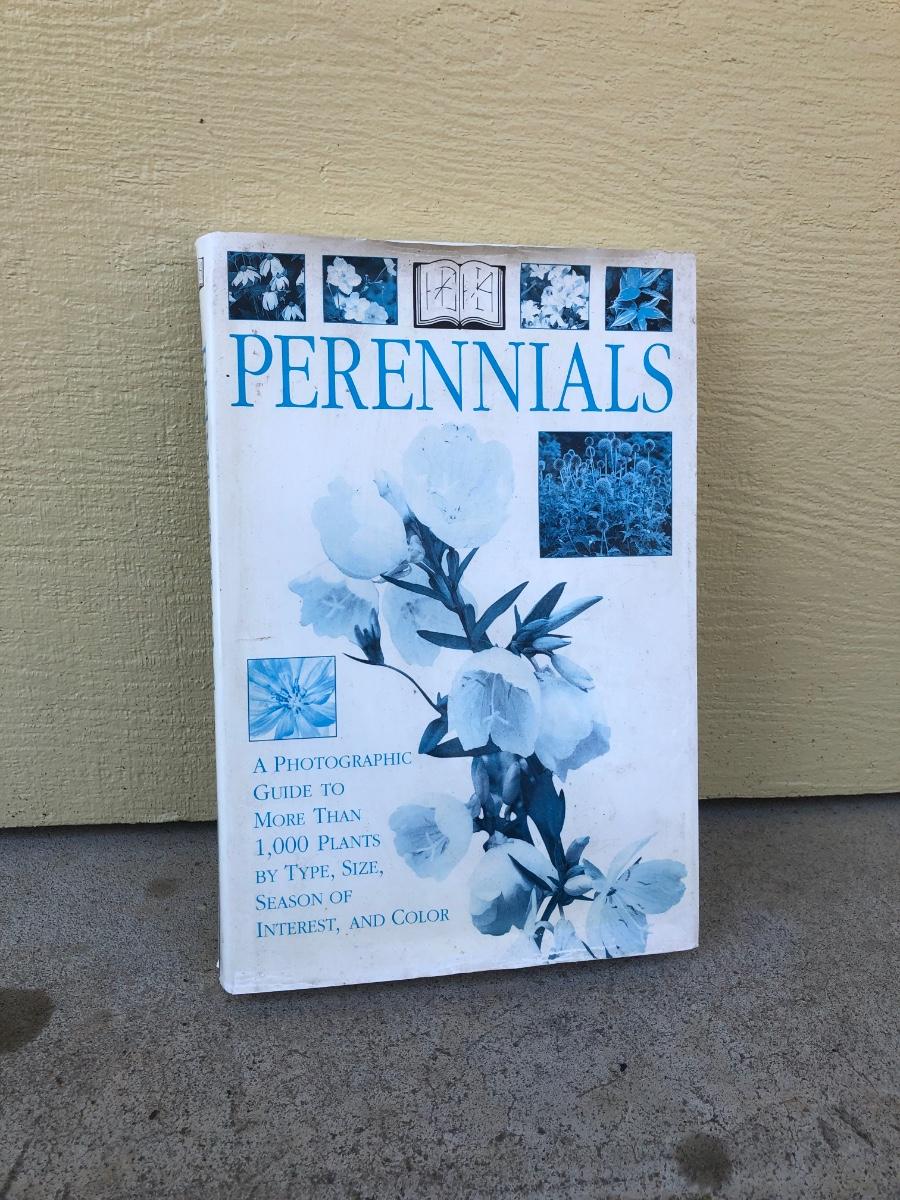 PERENNIALS
A PHOTOGRAPHIC
GUIDE TO
MORE THAN
1,000 PLANTS
BY TYPE, SIZE,
SEASON OF
INTEREST, AND COLOR